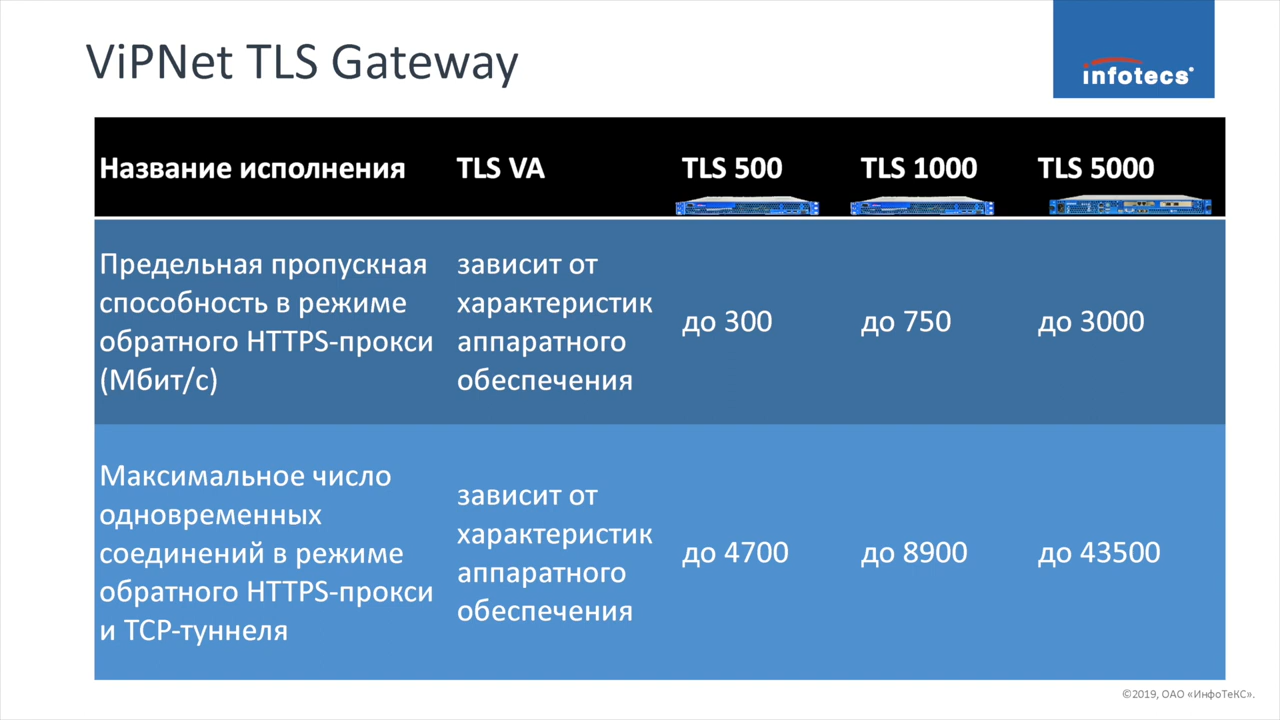 ViPNet TLS Gateway
infotecs
Название исполнения
TLS VA
TLS 500
TLS 1000
TLS 5000
Предельная пропускная
способность в режиме
обратного HTTPS-прокси
(Мбит/с)
зависит от
характеристик
аппаратного
обеспечения
до 300
до 750
до 3000
Максимальное число
одновременных
соединений в режиме
обратного HTTPS-прокси
и TCP-туннеля
зависит от
характеристик
аппаратного
обеспечения
до 4700
до 8900
до 43500
©2019, ОАО «ИнфоТеКС».